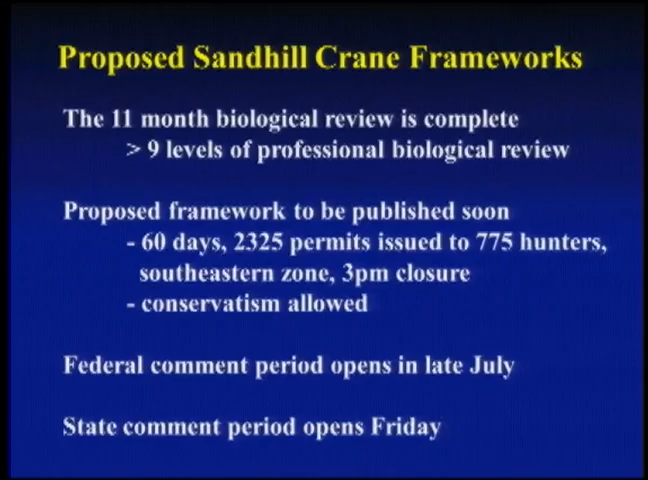 Proposed Sandhill Crane Frameworks
The 11 month biological review is complete
> 9 levels of professional biological review
Proposed framework to be published soon
- 60 days, 2325 permits issued to 775 hunters,
southeastern zone, 3pm closure
- conservatism allowed
Federal comment period opens in late July
State comment period opens Friday